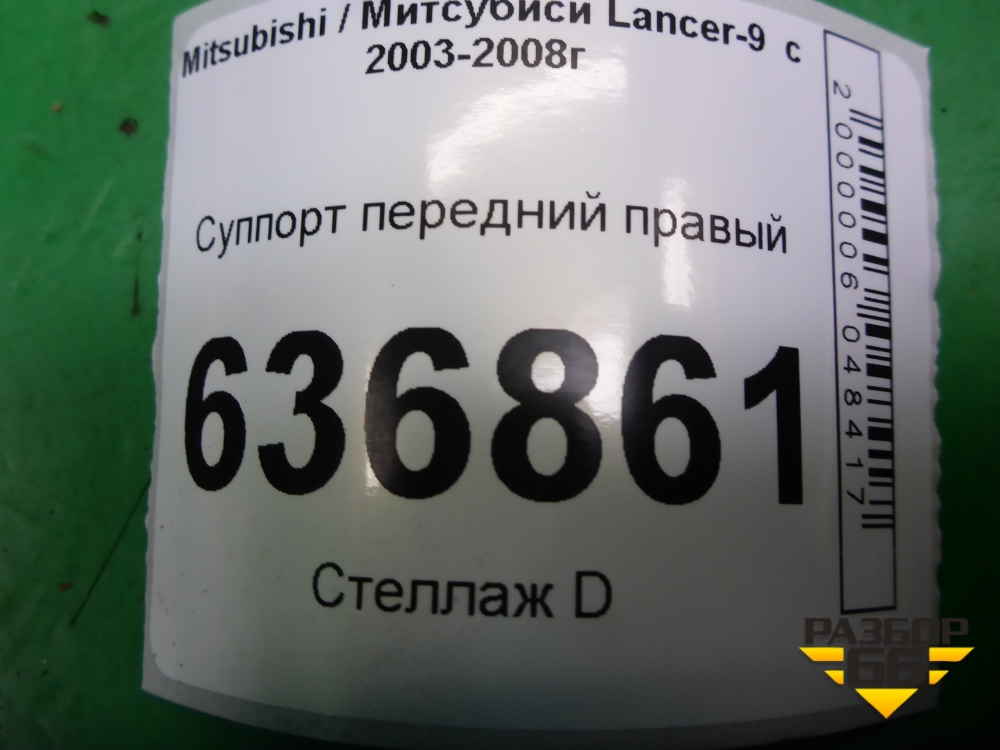 Mitsubishi / Митсубиси Lancer-9 с
2003-2008г
Суппорт передний правый
636861
Стеллаж D
2000006048417
РАЗБОР
66